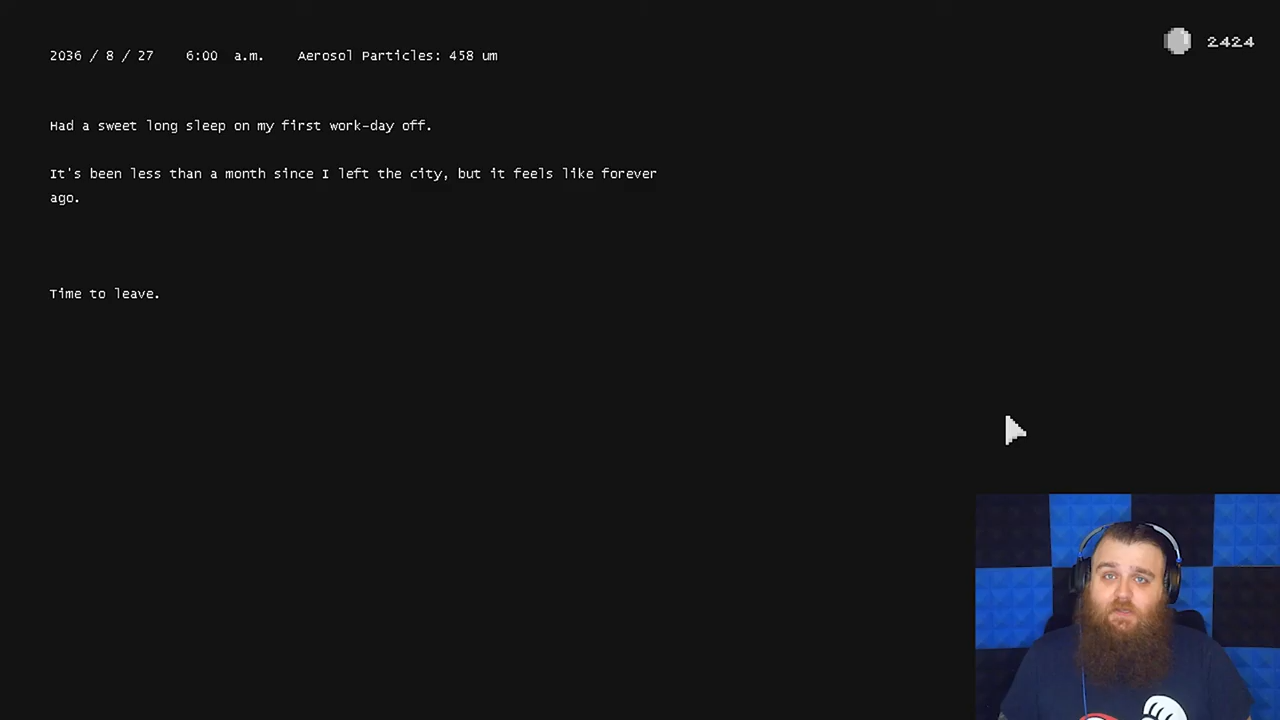 2036 / 8 / 27    6:00  a.m.    Aerosol Particles: 458 um
2424
Had a sweet long sleep on my first work-day off.
It's been less than a month since I left the city, but it feels like forever
ago.
Time to leave.